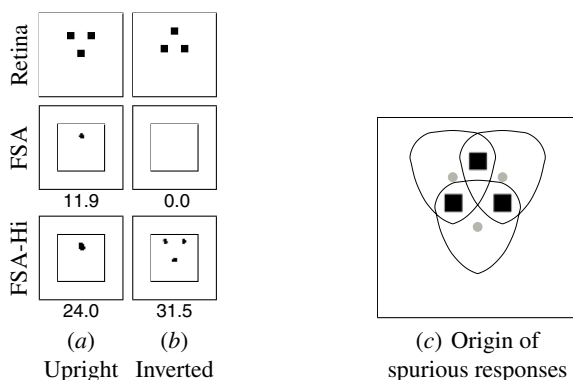 Retina
FSA
11.9 0.0
FSA-Hi
24.0 31.5
(a) (b)
Upright Inverted
(c) Origin of
spurious responses